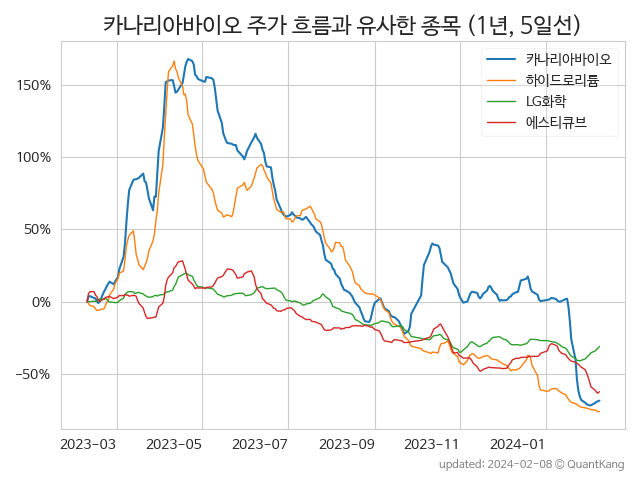 카나리아바이오 주가 흐름과 유사한 종목 (1년, 5일선)
카나리아바이오
하이드로리튬
LG화학
에스티큐브
150%
100%
50%
0%
−50%
2023-03 2023-05 2023-07 2023-09 2023-11 2024-01
updated: 2024-02-08 © QuantKang